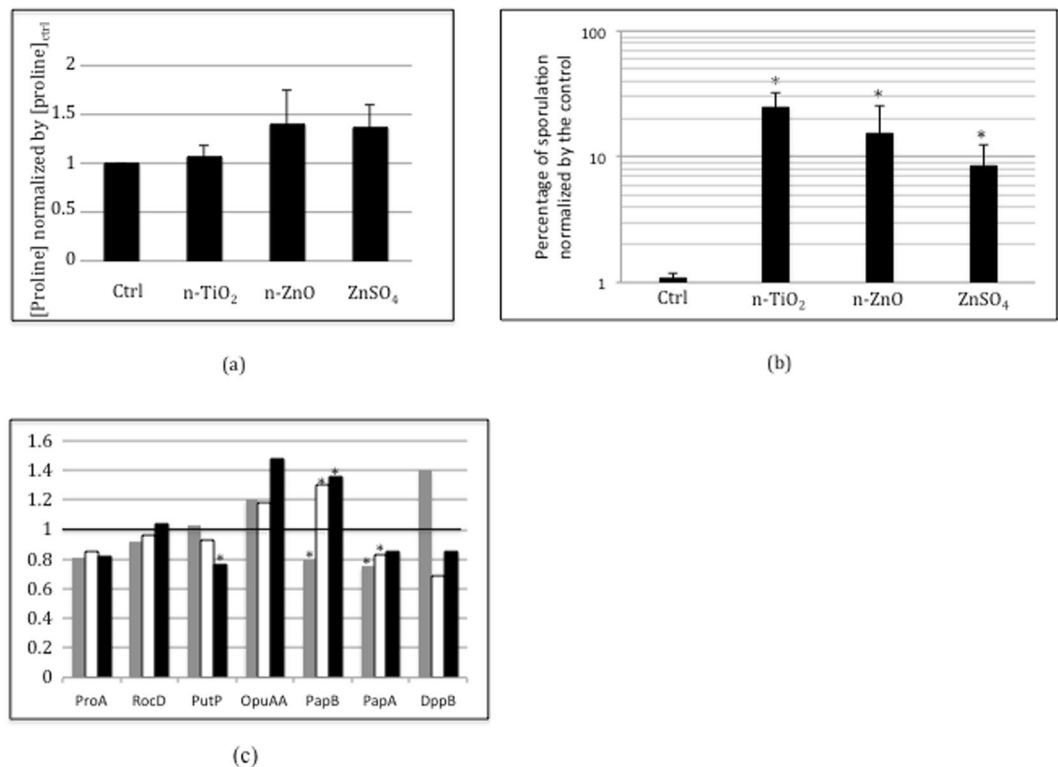 [Proline] normalized by [proline]ctrl
2
1.5
1
0.5
0
Ctrl n-TiO2 n-ZnO ZnSO4
(a)
Percentage of sporulation
normalized by the control
100
10
1
* * *
Ctrl n-TiO2 n-ZnO ZnSO4
(b)
1.6
1.4
1.2
1
0.8
0.6
0.4
0.2
0
* * * * * *
ProA RocD PutP OpuAA PapB PapA DppB
(c)